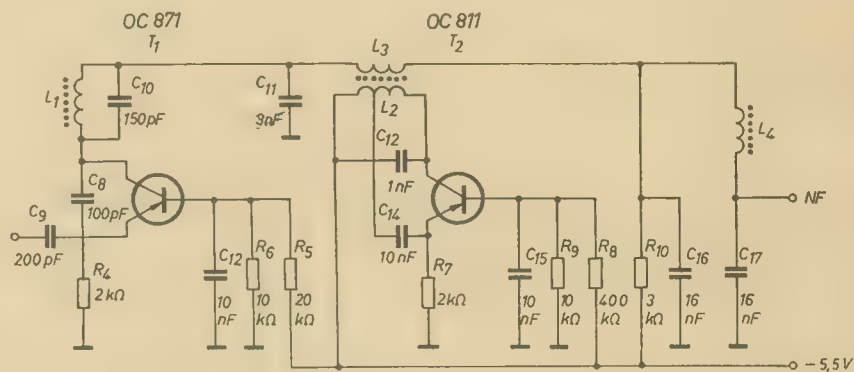 OC 871
T1
OC 811
T2
L1
C10
150pF
C11
9nF
L3
L2
C12
1nF
L4
C8
100pF
C9
200pF
R4
2kΩ
C12
10
nF
R6
10
kΩ
R5
20
kΩ
C14
10nF
R7
2kΩ
C15
10
nF
R9
10
kΩ
R8
400
kΩ
R10
3
kΩ
C16
16
nF
C17
16
nF
NF
– 5,5V